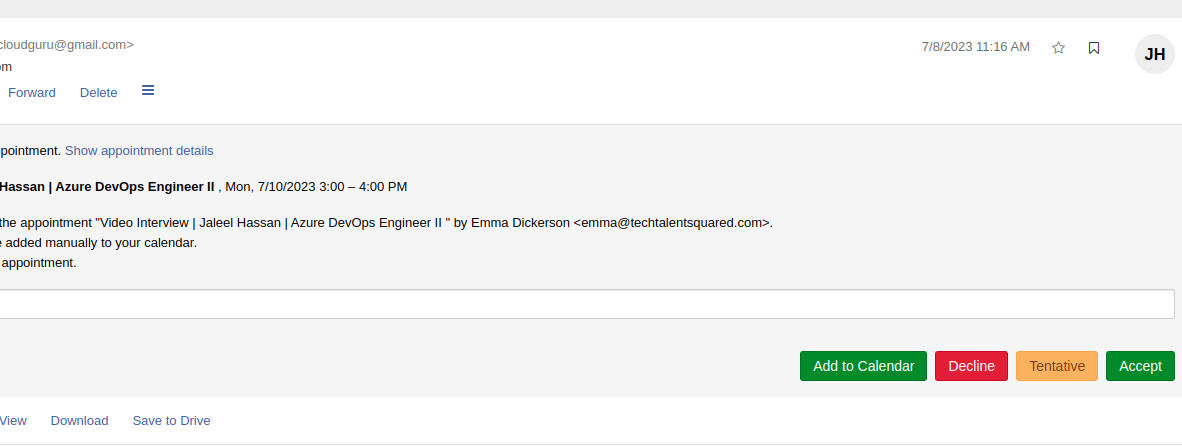 cloudguru@gmail.com>
7/8/2023 11:16 AM
JH
om
Forward Delete
pointment. Show appointment details
Hassan | Azure DevOps Engineer II , Mon, 7/10/2023 3:00 – 4:00 PM
the appointment "Video Interview | Jaleel Hassan | Azure DevOps Engineer II " by Emma Dickerson <emma@techtalentsquared.com>.
e added manually to your calendar.
appointment.
Add to Calendar Decline Tentative Accept
View Download Save to Drive